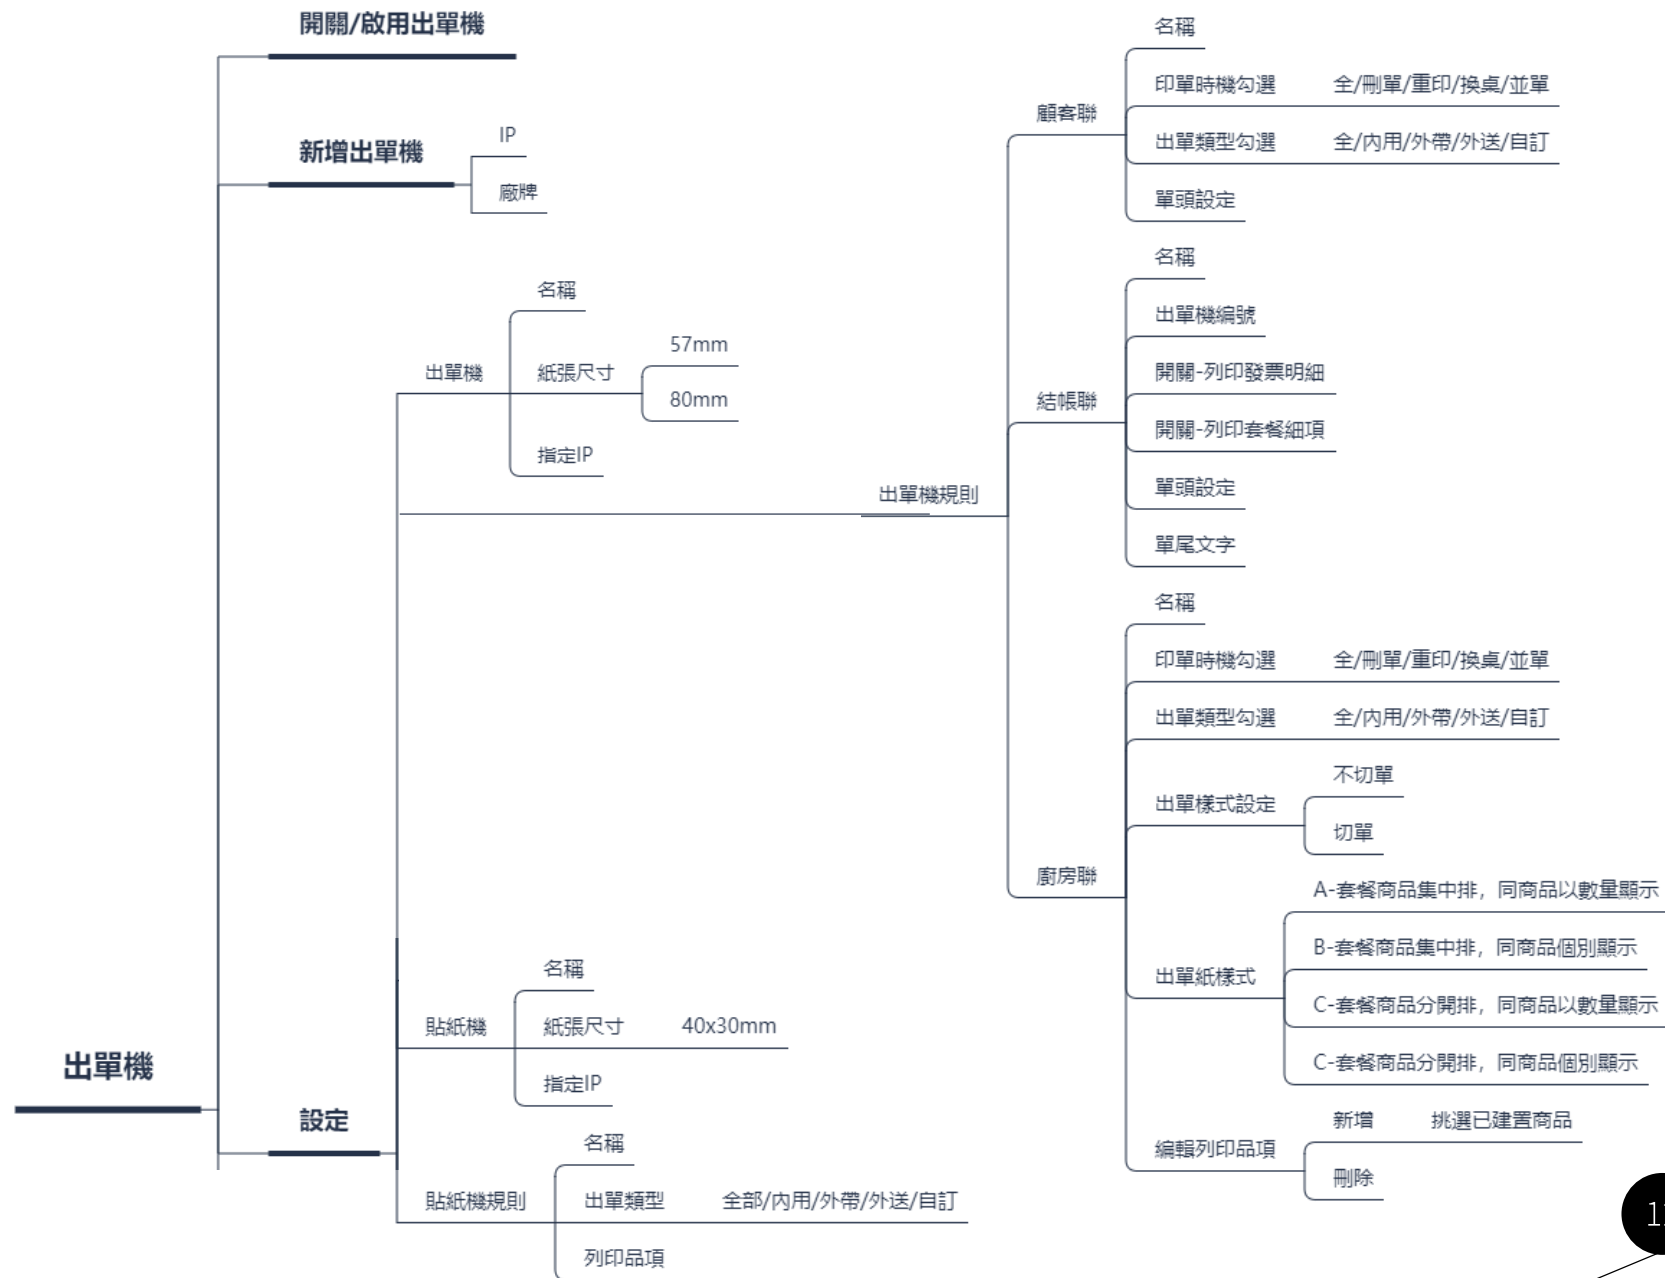 出單機
開關/啟用出單機
新增出單機
IP
廠牌
設定
出單機
名稱
紙張尺寸
57mm
80mm
指定IP
出單機規則
顧客聯
名稱
印單時機勾選 全/刪單/重印/換桌/並單
出單類型勾選 全/內用/外帶/外送/自訂
單頭設定
結帳聯
名稱
出單機編號
開關-列印發票明細
開關-列印套餐細項
單頭設定
單尾文字
廚房聯
名稱
印單時機勾選 全/刪單/重印/換桌/並單
出單類型勾選 全/內用/外帶/外送/自訂
出單樣式設定
不切單
切單
出單紙樣式
A-套餐商品集中排，同商品以數量顯示
B-套餐商品集中排，同商品個別顯示
C-套餐商品分開排，同商品以數量顯示
C-套餐商品分開排，同商品個別顯示
編輯列印品項
新增 挑選已建置商品
刪除
貼紙機
名稱
紙張尺寸 40x30mm
指定IP
貼紙機規則
名稱
出單類型 全部/內用/外帶/外送/自訂
列印品項